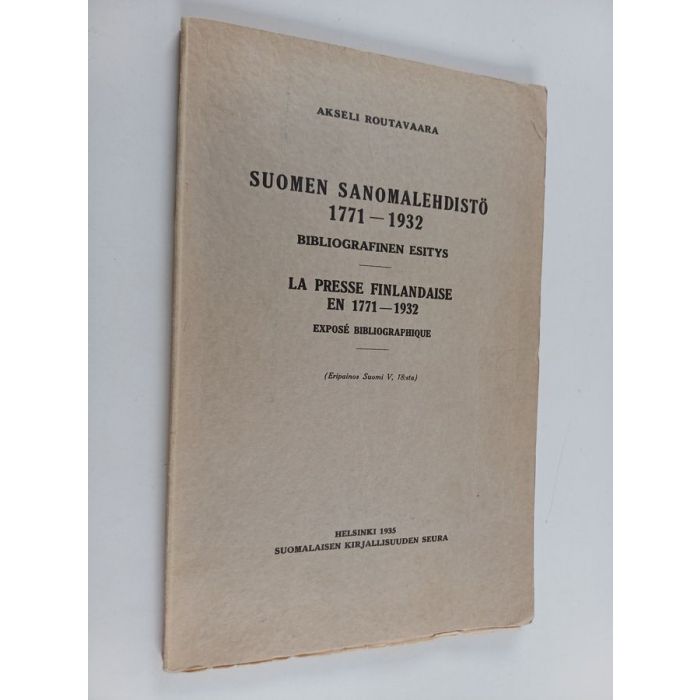 AKSELI ROUTAVAARA
SUOMEN SANOMALEHDISTÖ
1771—1932
BIBLIOGRAFINEN ESITYS
LA PRESSE FINLANDAISE
EN 1771—1932
EXPOSÉ BIBLIOGRAPHIQUE
(Eripainos Suomi V, 18:sta)
HELSINKI 1935
SUOMALAISEN KIRJALLISUUDEN SEURA